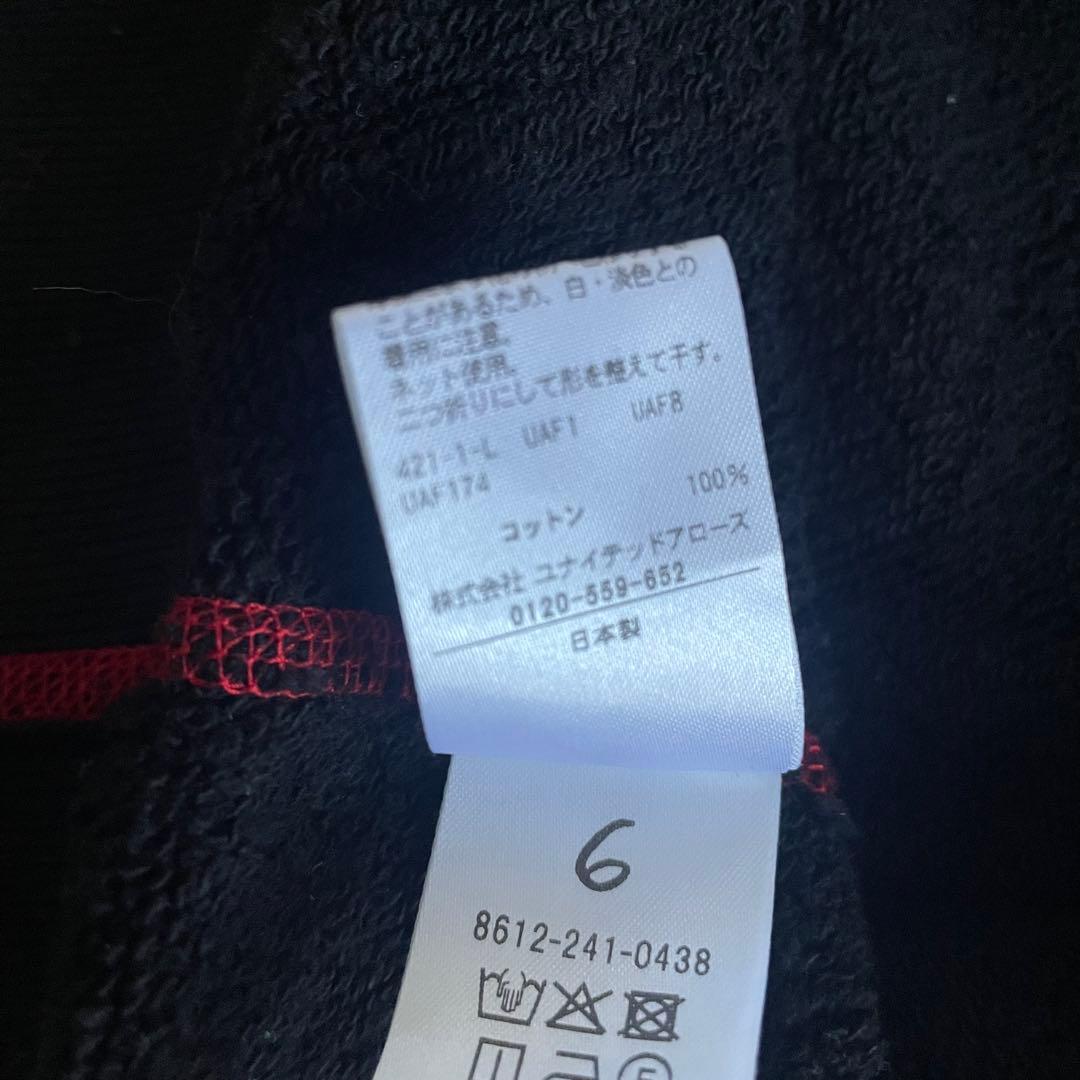 ことがあるため、白・淡色との
着用に注意。
ネット使用。
二つ折りにして形を整えて干す。
421-1-L UAF1 UAF8
UAF174
コットン 100%
株式会社 ユナイテッドアローズ
0120-559-652
日本製
6
8612-241-0438